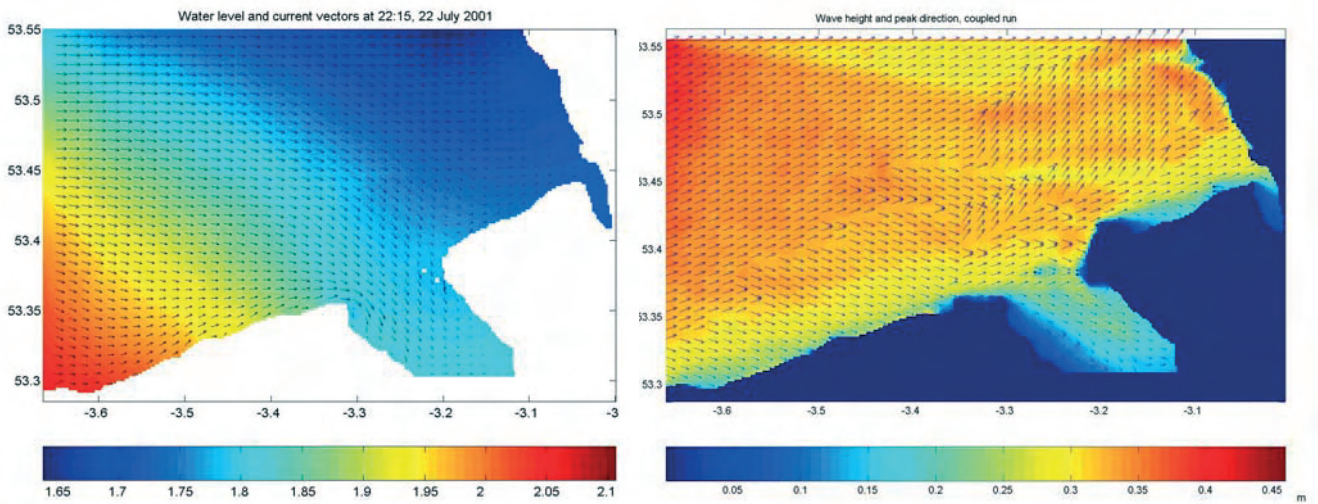 Water level and current vectors at 22:15, 22 July 2001
53.55
53.5
53.45
53.4
53.35
53.3
-3.6 -3.5 -3.4 -3.3 -3.2 -3.1 -3
1.65 1.7 1.75 1.8 1.85 1.9 1.95 2 2.05 2.1
Wave height and peak direction, coupled run
53.55
53.5
53.45
53.4
53.35
53.3
-3.6 -3.5 -3.4 -3.3 -3.2 -3.1
0.05 0.1 0.15 0.2 0.25 0.3 0.35 0.4 0.45
m